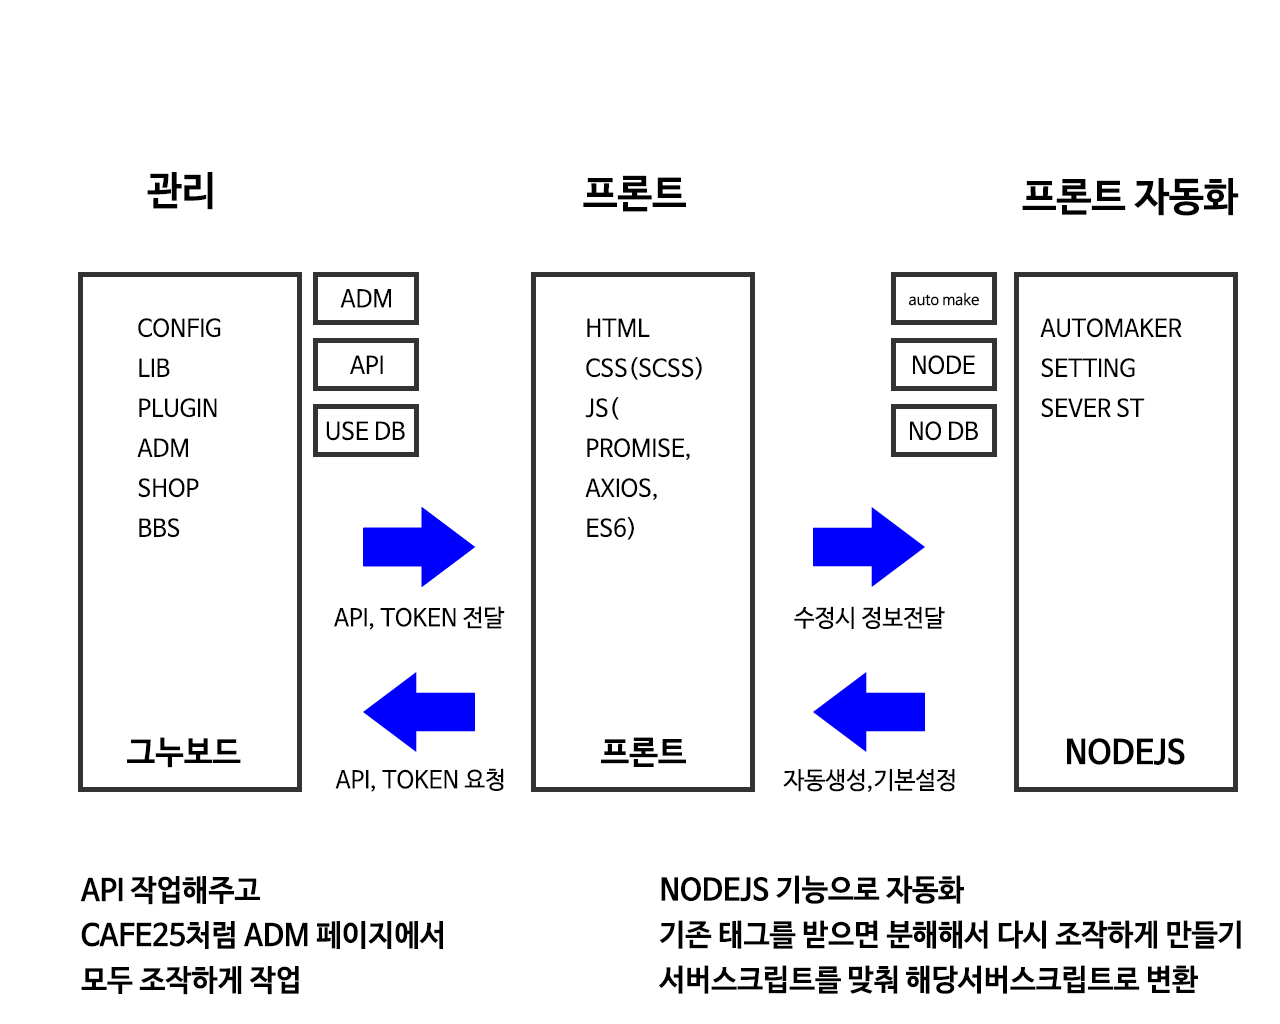 관리
프론트
프론트 자동화
CONFIG
LIB
PLUGIN
ADM
SHOP
BBS
그누보드
ADM
API
USE DB
API, TOKEN 전달
API, TOKEN 요청
HTML
CSS(SCSS)
JS(
PROMISE,
AXIOS,
ES6)
프론트
auto make
NODE
NO DB
수정시 정보전달
자동생성,기본설정
AUTOMAKER
SETTING
SEVER ST
NODEJS
API 작업해주고
CAFE25처럼 ADM 페이지에서
모두 조작하게 작업
NODEJS 기능으로 자동화
기존 태그를 받으면 분해해서 다시 조작하게 만들기
서버스크립트를 맞춰 해당서버스크립트로 변환